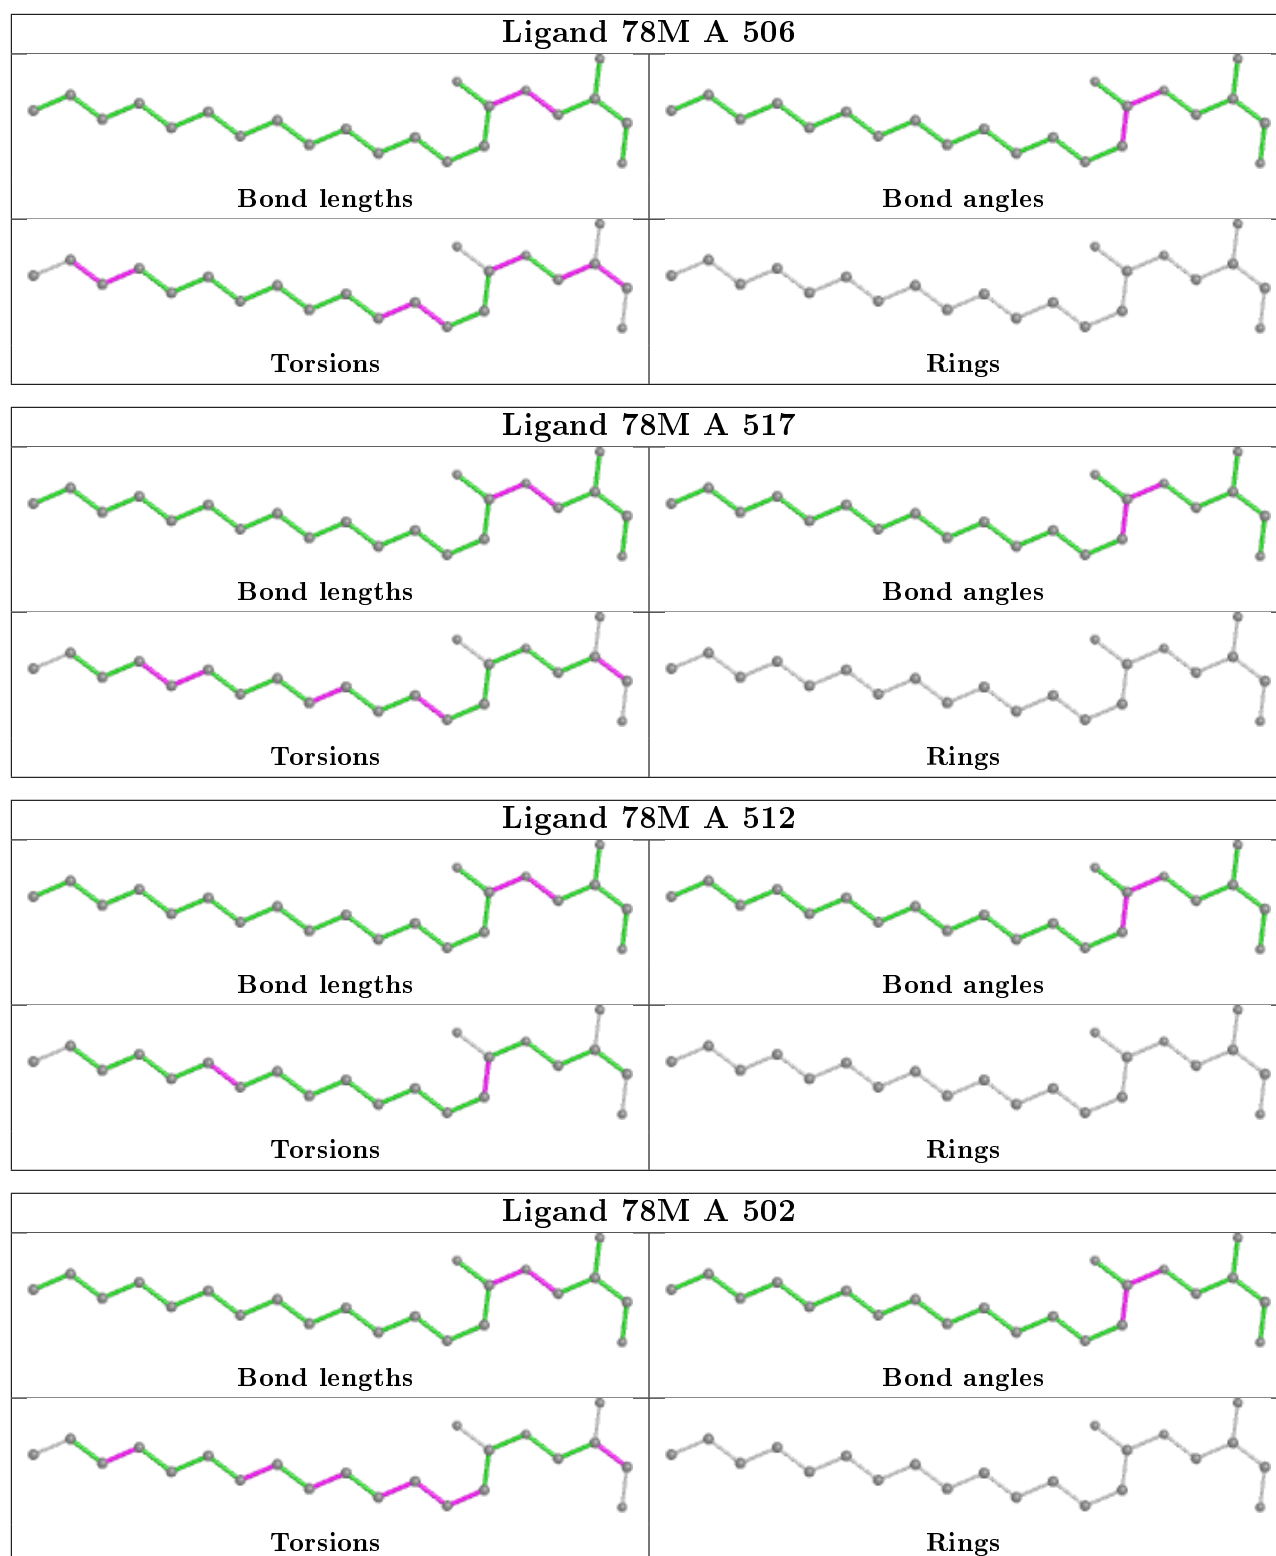 Ligand 78M A 506
Bond lengths
Bond angles
Torsions
Rings
Ligand 78M A 517
Bond lengths
Bond angles
Torsions
Rings
Ligand 78M A 512
Bond lengths
Bond angles
Torsions
Rings
Ligand 78M A 502
Bond lengths
Bond angles
Torsions
Rings